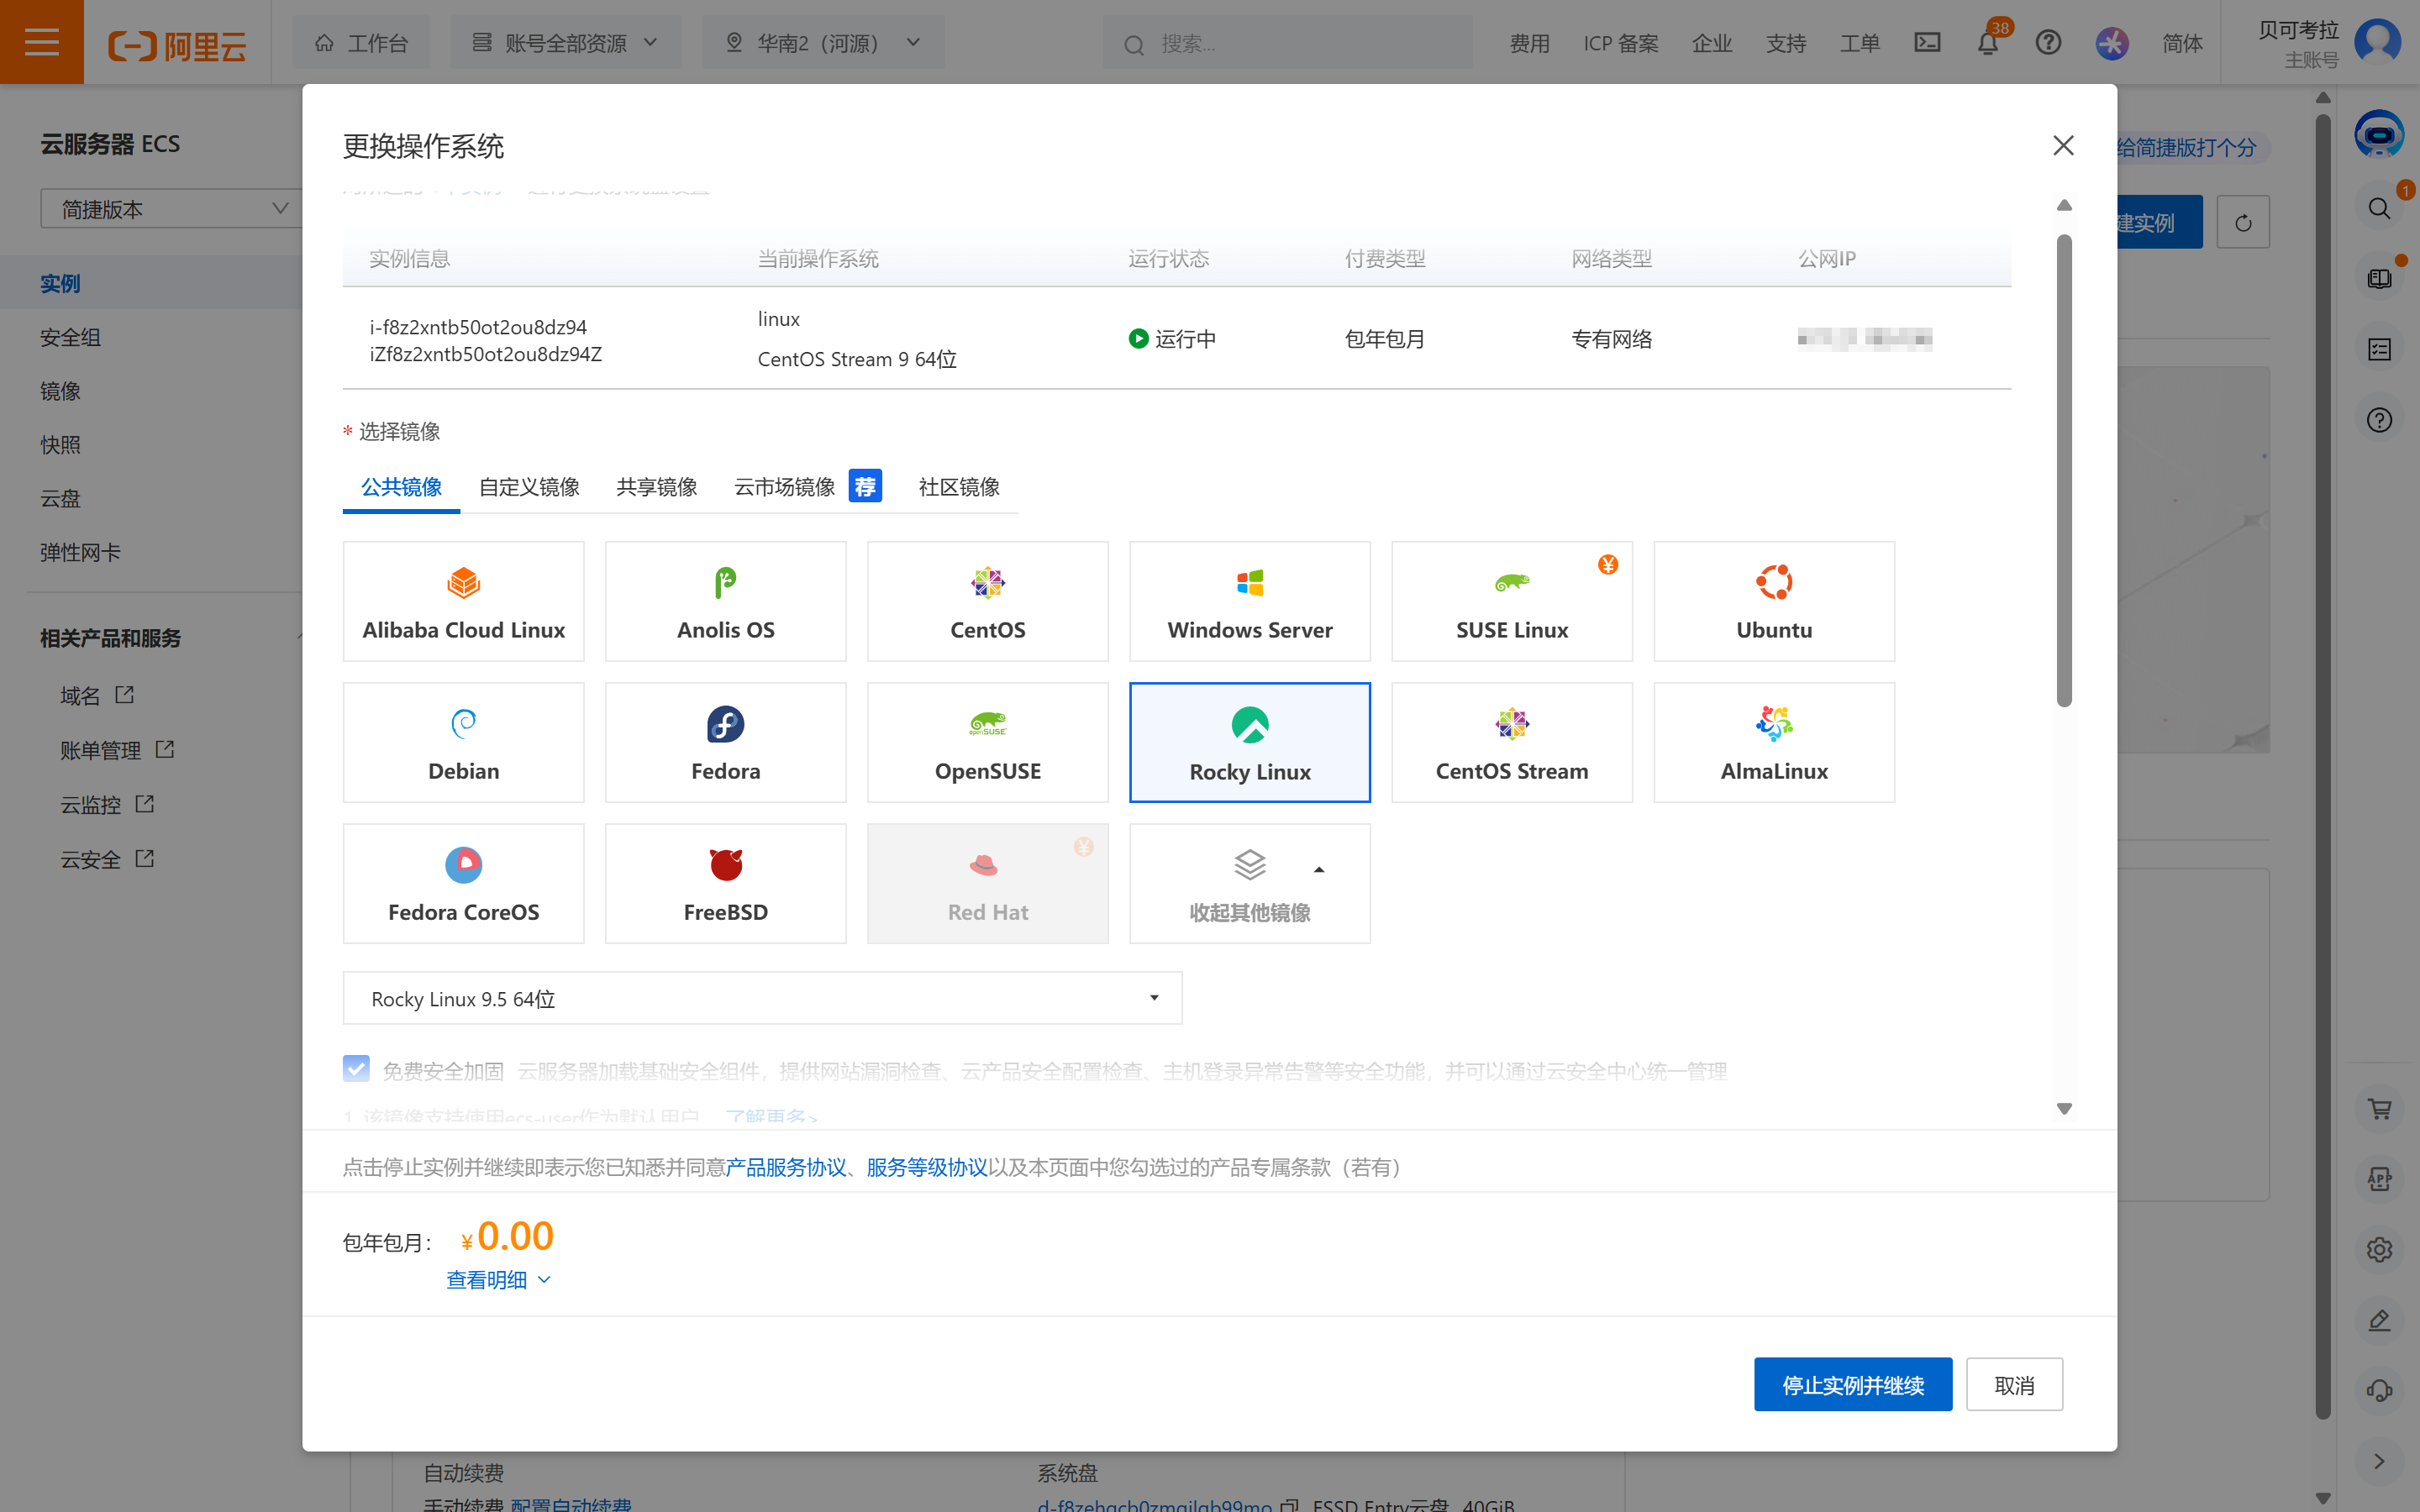 阿里云
工作台
账号全部资源
华南2（河源）
搜索...
费用
ICP 备案
企业
支持
工单
38
简体
贝可考拉
主账号
云服务器 ECS
简捷版本
实例
安全组
镜像
快照
云盘
弹性网卡
相关产品和服务
域名
账单管理
云监控
云安全
给简捷版打个分
建实例
1
更换操作系统
实例信息 当前操作系统 运行状态 付费类型 网络类型 公网IP
i-f8z2xntb50ot2ou8dz94
iZf8z2xntb50ot2ou8dz94Z
linux
CentOS Stream 9 64位
运行中
包年包月
专有网络
* 选择镜像
公共镜像 自定义镜像 共享镜像 云市场镜像 荐 社区镜像
Alibaba Cloud Linux
Anolis OS
CentOS
Windows Server
¥
SUSE Linux
Ubuntu
Debian
Fedora
openSUSE
OpenSUSE
Rocky Linux
CentOS Stream
AlmaLinux
Fedora CoreOS
FreeBSD
¥
Red Hat
收起其他镜像
Rocky Linux 9.5 64位
免费安全加固 云服务器加载基础安全组件，提供网站漏洞检查、云产品安全配置检查、主机登录异常告警等安全功能，并可以通过云安全中心统一管理
1. 该镜像支持使用ecs-user作为默认用户 了解更多>
点击停止实例并继续即表示您已知悉并同意产品服务协议、服务等级协议以及本页面中您勾选过的产品专属条款（若有）
包年包月： ¥0.00
查看明细
停止实例并继续
取消
自动续费
手动续费 配置自动续费
系统盘
d-f8zehgcb0zmqilgb99mo ESSD Entry云盘 40GiB
APP